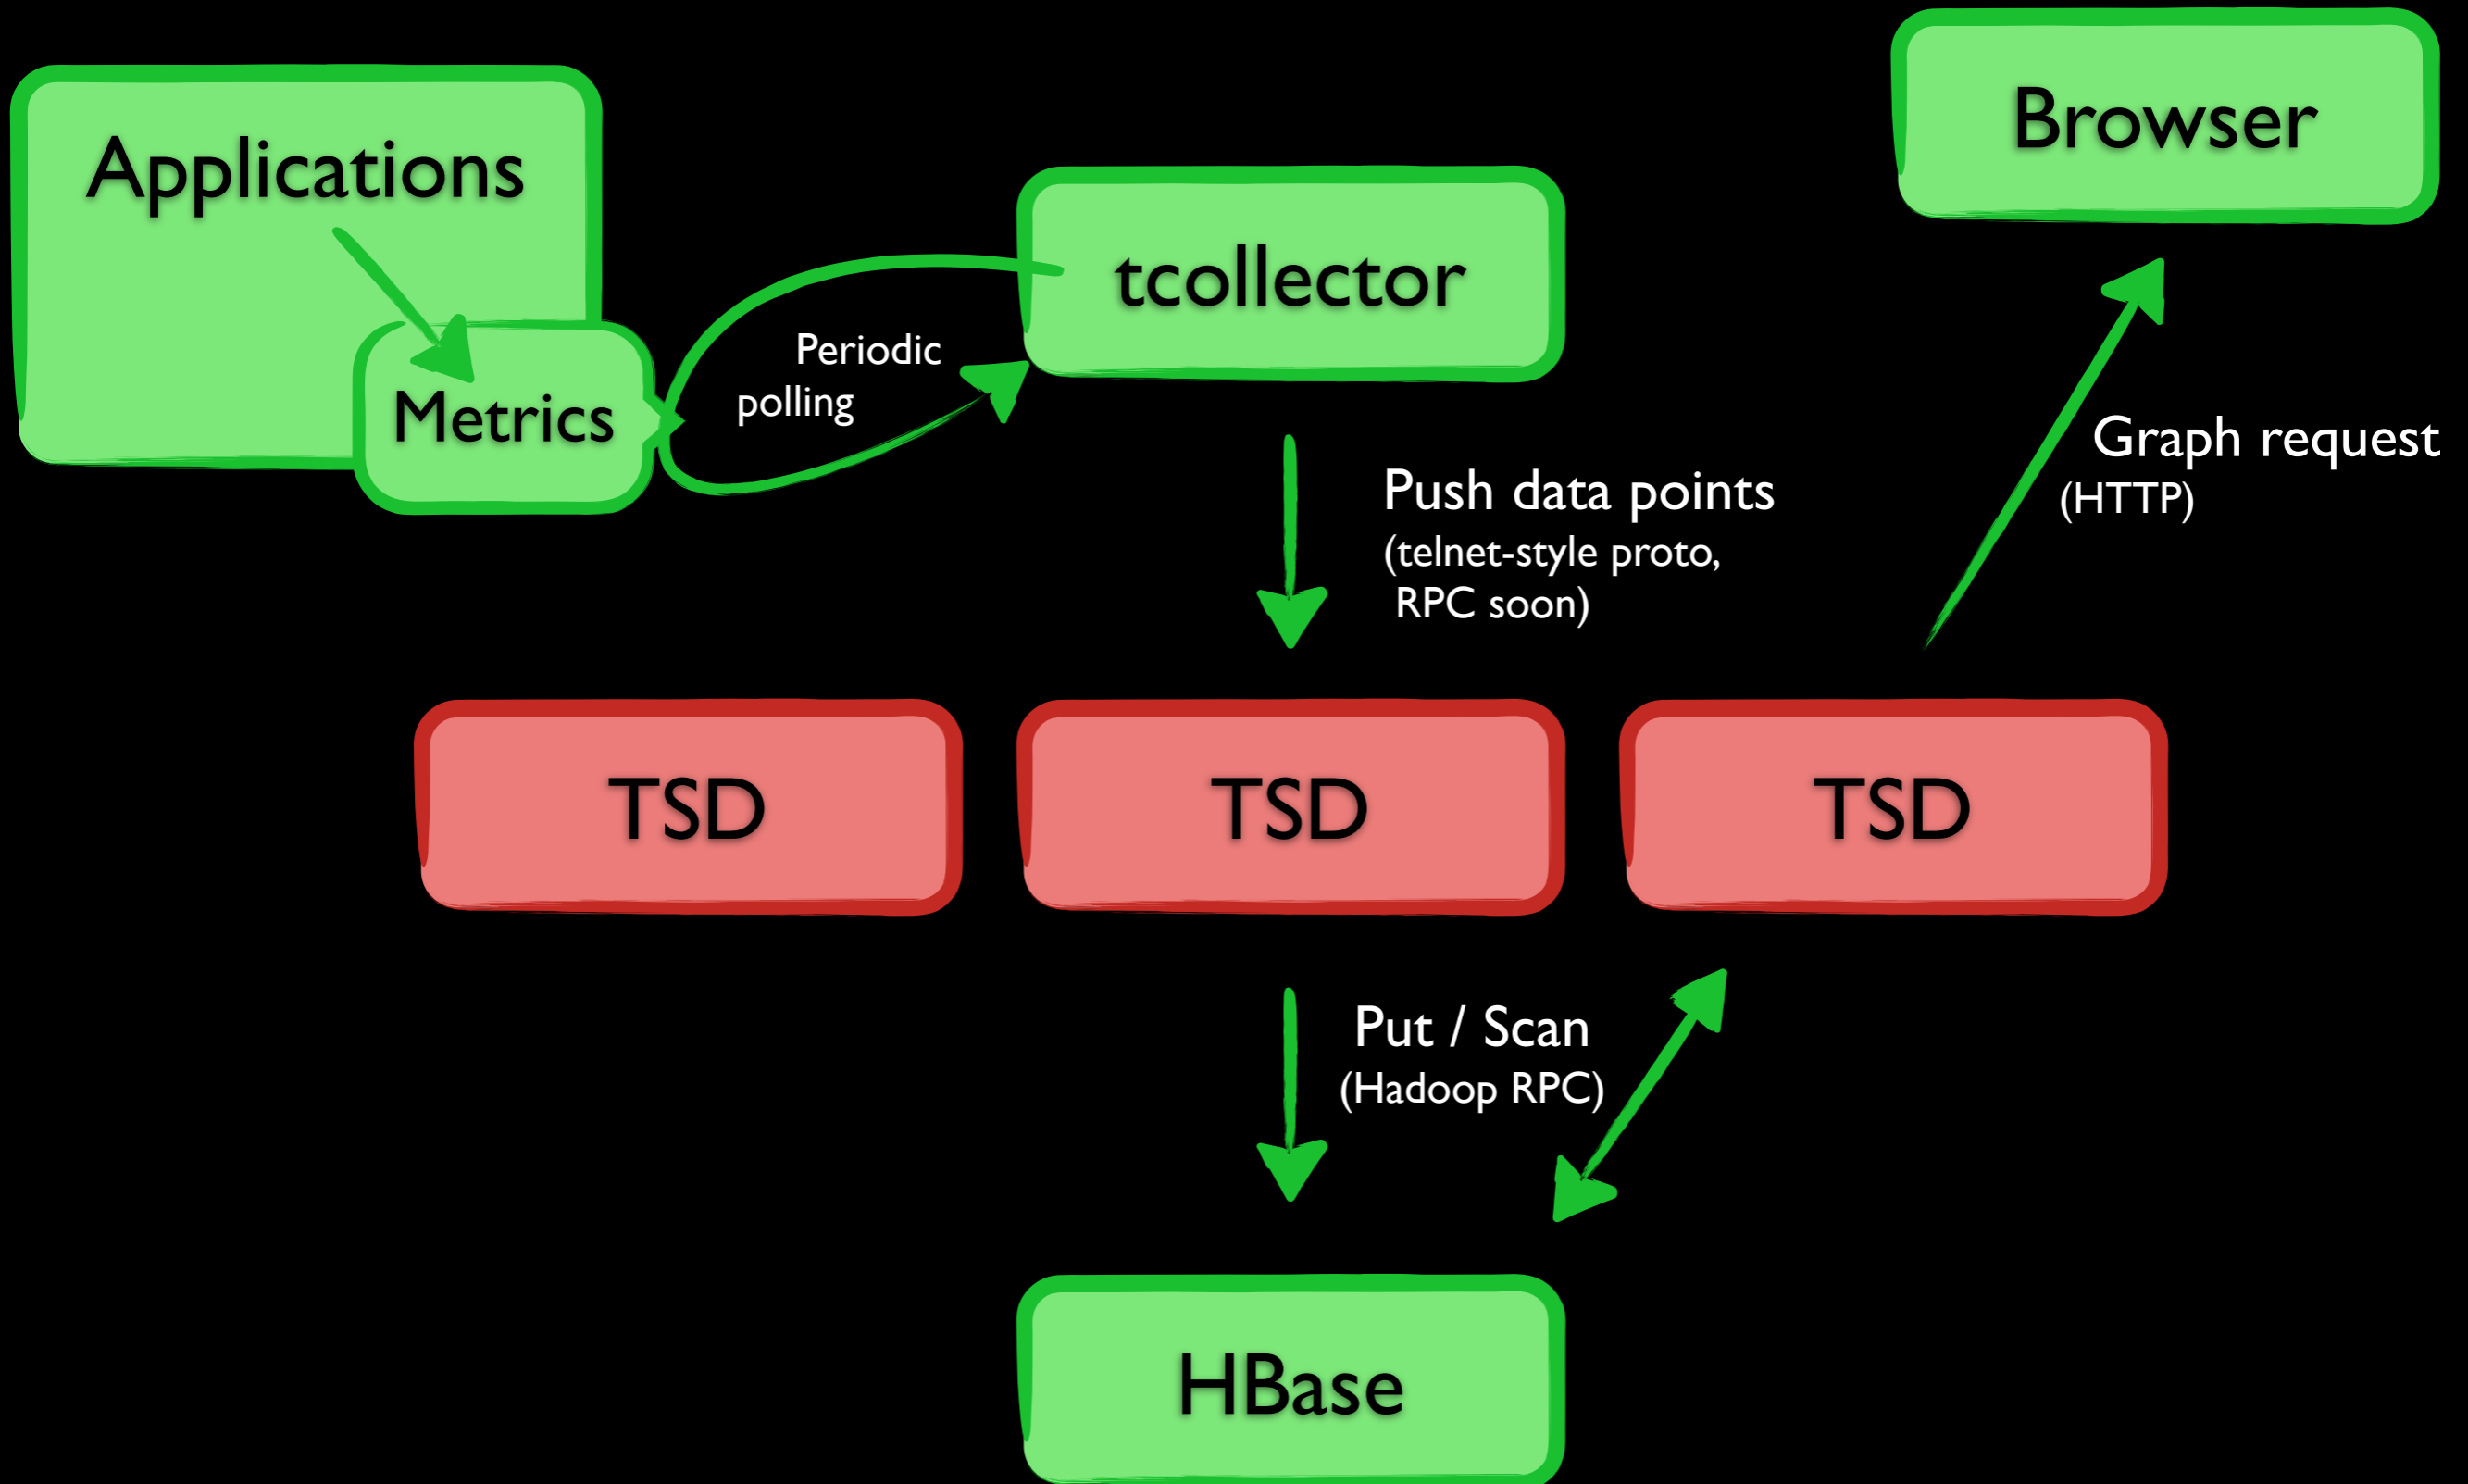 Applications
Metrics
Periodic
polling
tcollector
Browser
Push data points
(telnet-style proto,
RPC soon)
Graph request
(HTTP)
TSD
TSD
TSD
Put / Scan
(Hadoop RPC)
HBase